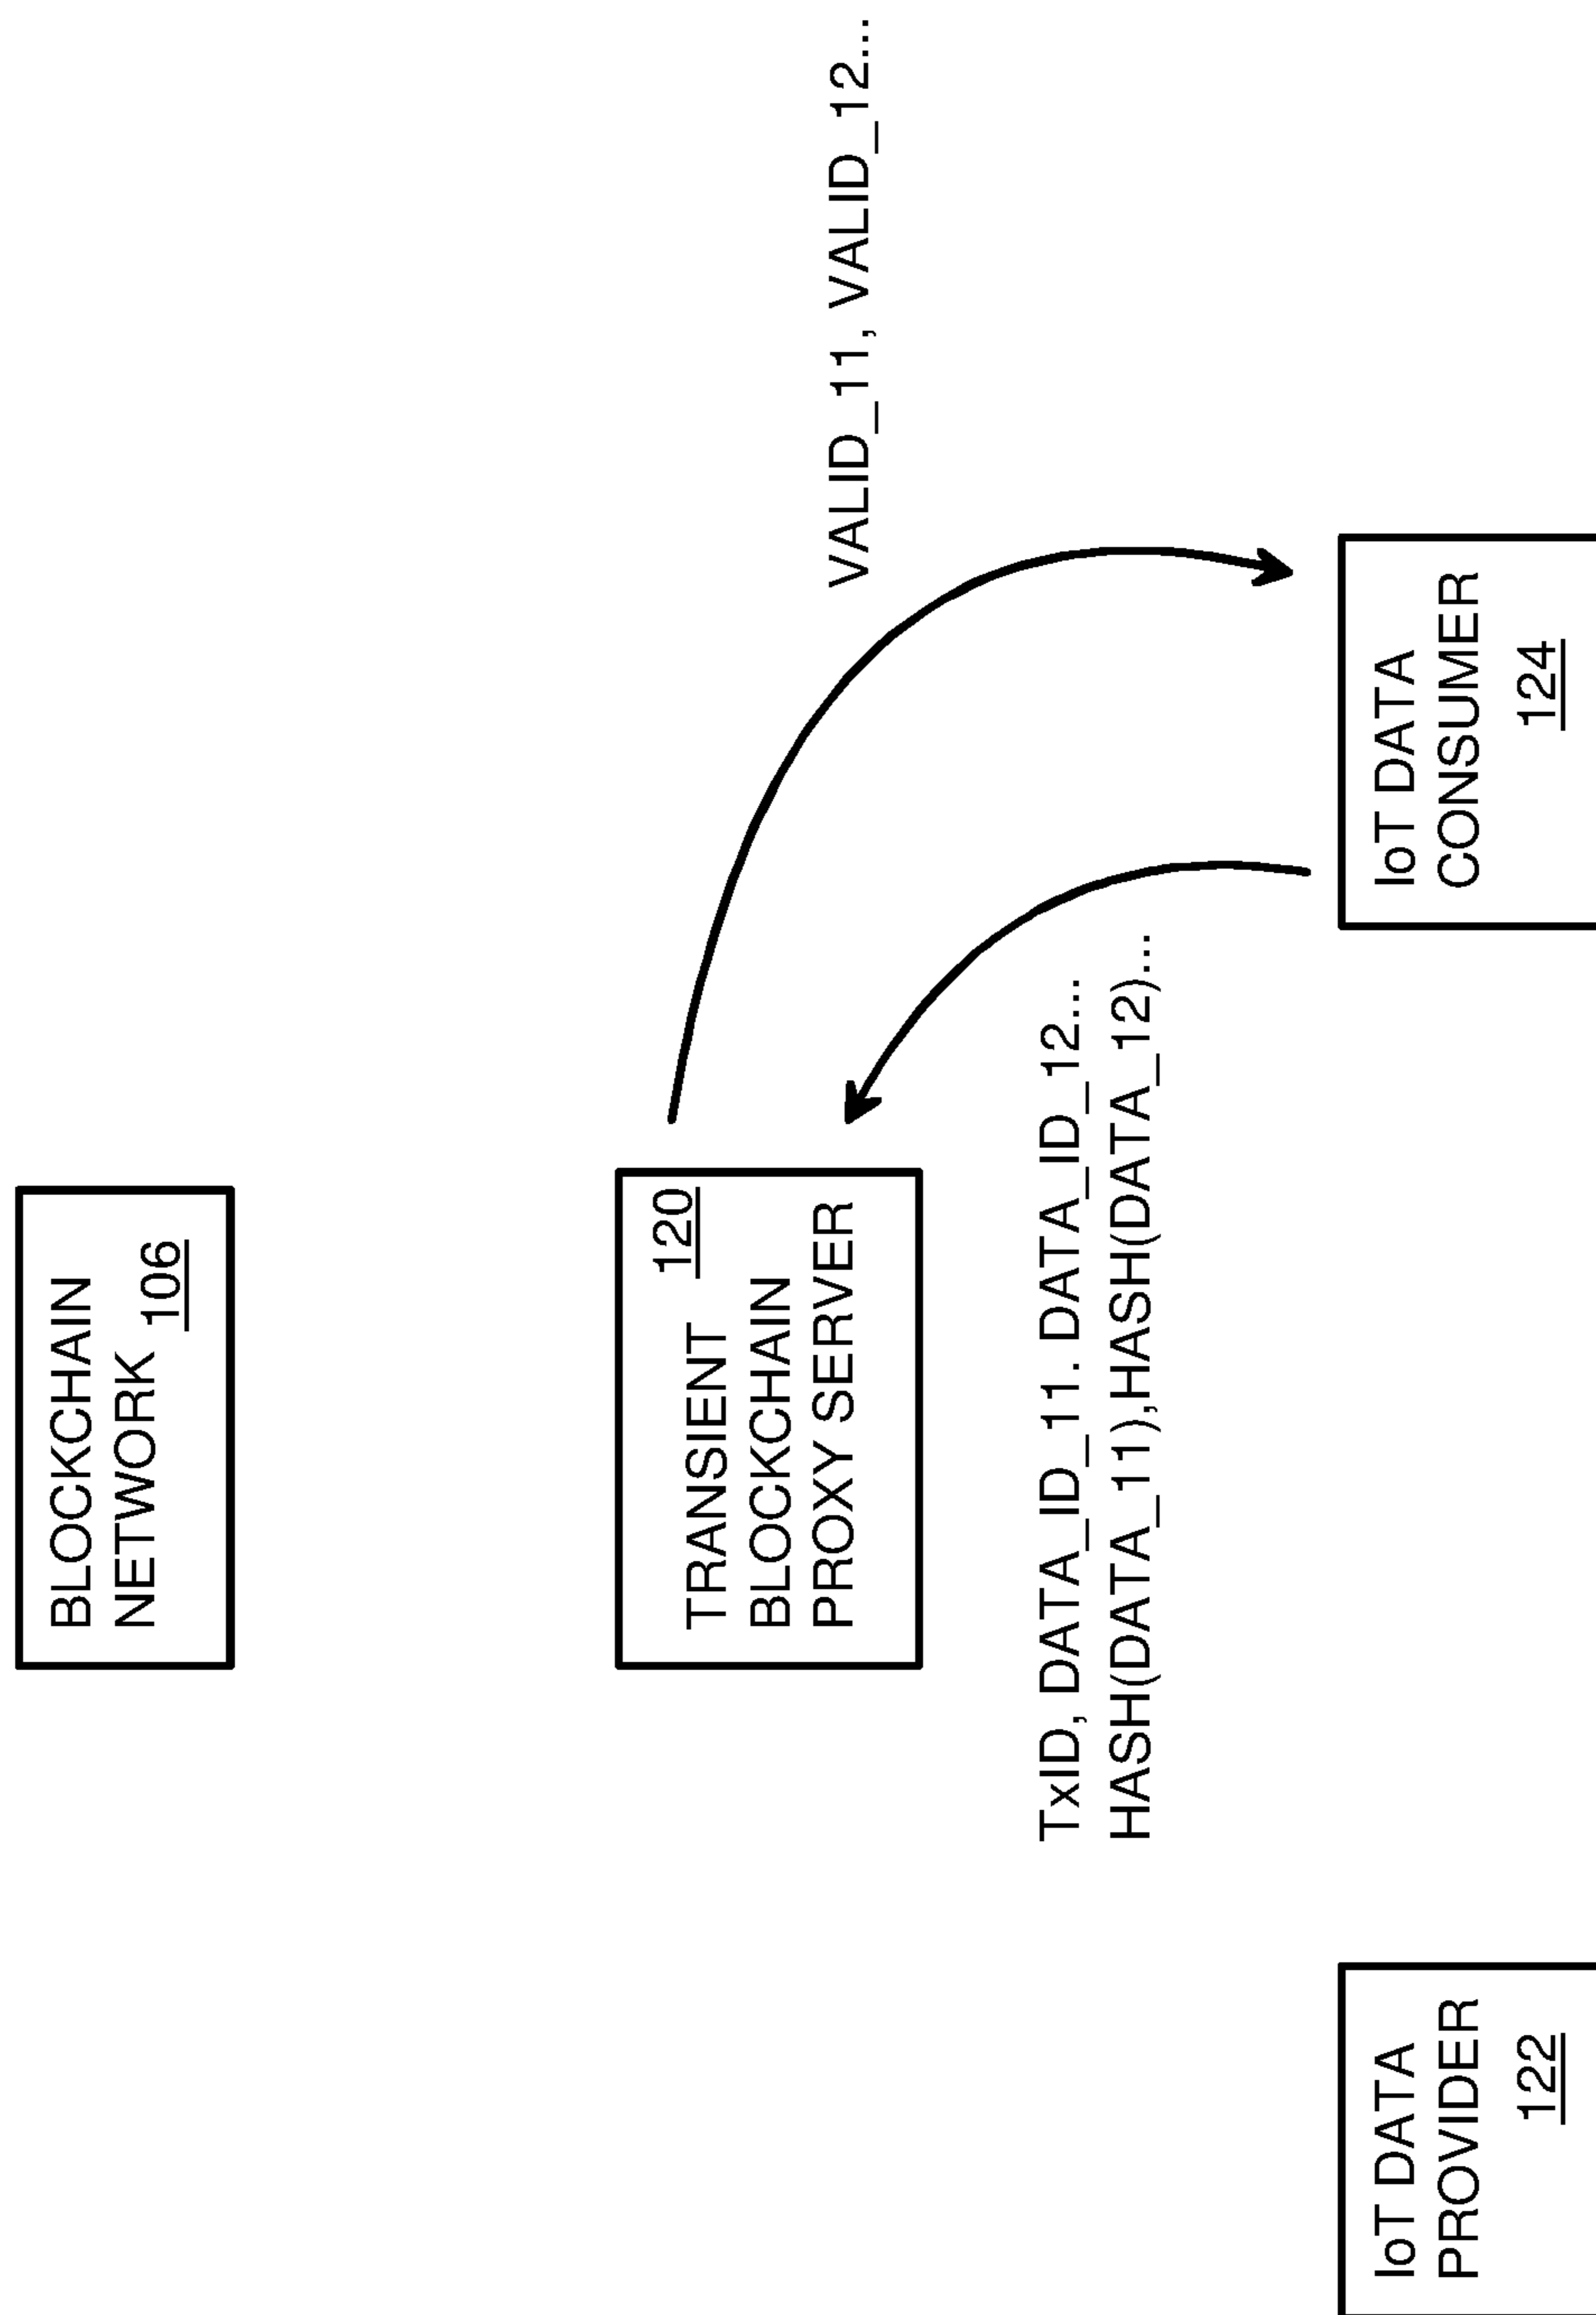 BLOCKCHAIN
NETWORK 106
120
TRANSIENT
BLOCKCHAIN
PROXY SERVER
VALID_11, VALID_12...
TxID, DATA_ID_11. DATA_ID_12...
HASH(DATA_11),HASH(DATA_12)...
IoT DATA
PROVIDER
122
IoT DATA
CONSUMER
124